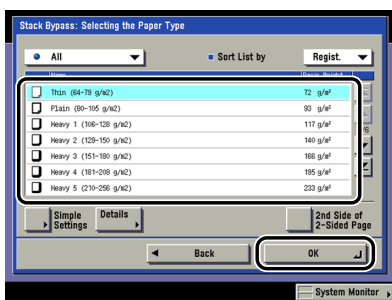 Stack Bypass: Selecting the Paper Type
All
Sort List by
Regist.
Name
Basis Weight
Thin (64-79 g/m2) 72 g/m²
Plain (80-105 g/m2) 93 g/m²
Heavy 1 (106-128 g/m2) 117 g/m²
Heavy 2 (129-150 g/m2) 140 g/m²
Heavy 3 (151-180 g/m2) 166 g/m²
Heavy 4 (181-209 g/m2) 195 g/m²
Heavy 5 (210-256 g/m2) 233 g/m²
Simple Settings
Details
2nd Side of 2-Sided Page
Back
OK
System Monitor